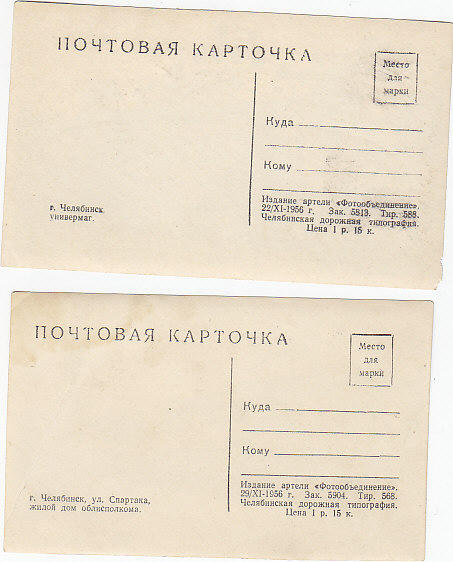 ПОЧТОВАЯ КАРТОЧКА
Место
для
марки
Куда
Кому
г. Челябинск
универмаг.
Издание артели «Фотообъединение».
22/XI-1956 г. Зак. 5813. Тир. 588.
Челябинская дорожная типография.
Цена 1 р. 15 к.
ПОЧТОВАЯ КАРТОЧКА
Место
для
марки
Куда
Кому
г. Челябинск, ул. Спартака,
жилой дом облисполкома.
Издание артели «Фотообъединение».
29/XI-1956 г. Зак. 5904. Тир. 568.
Челябинская дорожная типография.
Цена 1 р. 15 к.